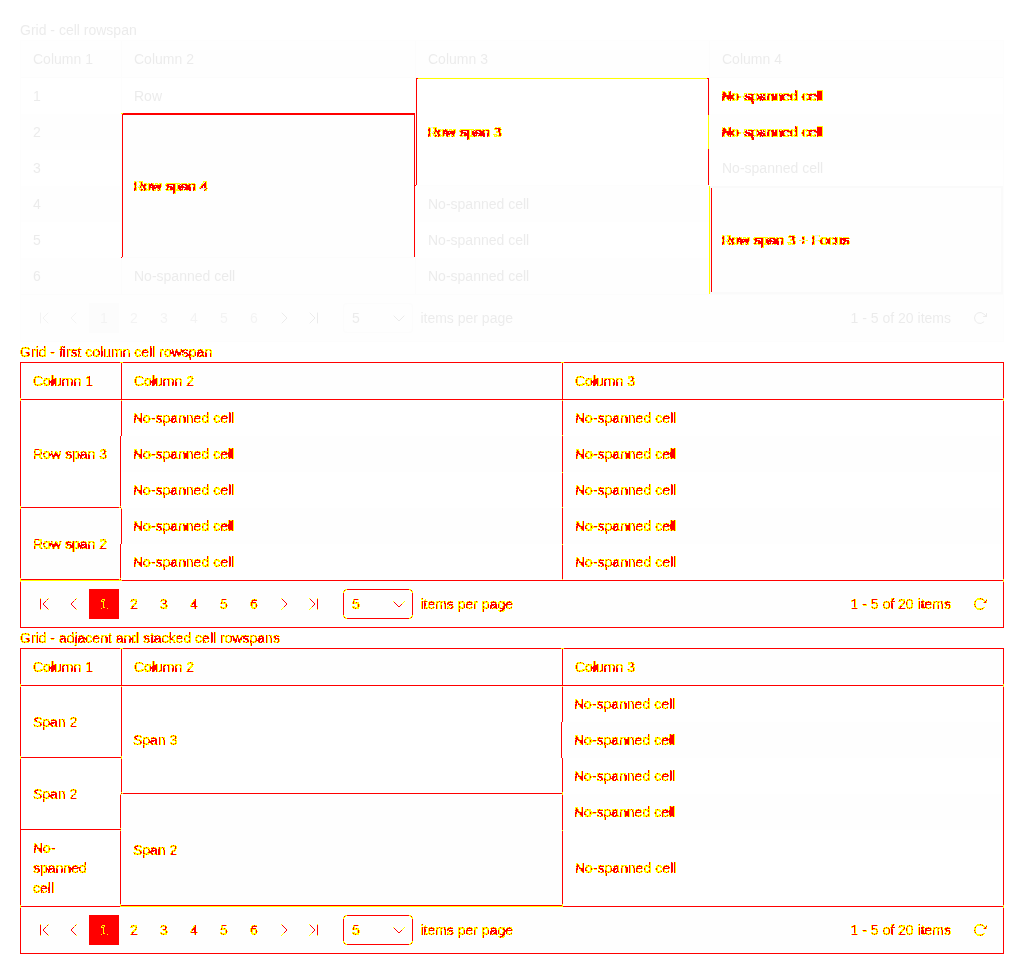 Grid - cell rowspan
Column 1 Column 2 Column 3 Column 4
1 Row No-spanned cell
2 Row span 3 No-spanned cell
3 No-spanned cell
Row span 4
4 No-spanned cell
5 No-spanned cell Row span 3 + Focus
6 No-spanned cell No-spanned cell
1 2 3 4 5 6 5 items per page 1 - 5 of 20 items
Grid - first column cell rowspan
Column 1 Column 2 Column 3
No-spanned cell No-spanned cell
Row span 3 No-spanned cell No-spanned cell
No-spanned cell No-spanned cell
No-spanned cell No-spanned cell
Row span 2
No-spanned cell No-spanned cell
1 2 3 4 5 6 5 items per page 1 - 5 of 20 items
Grid - adjacent and stacked cell rowspans
Column 1 Column 2 Column 3
No-spanned cell
Span 2
Span 3 No-spanned cell
No-spanned cell
Span 2
No-spanned cell
No-
spanned
cell
Span 2
No-spanned cell
1 2 3 4 5 6 5 items per page 1 - 5 of 20 items